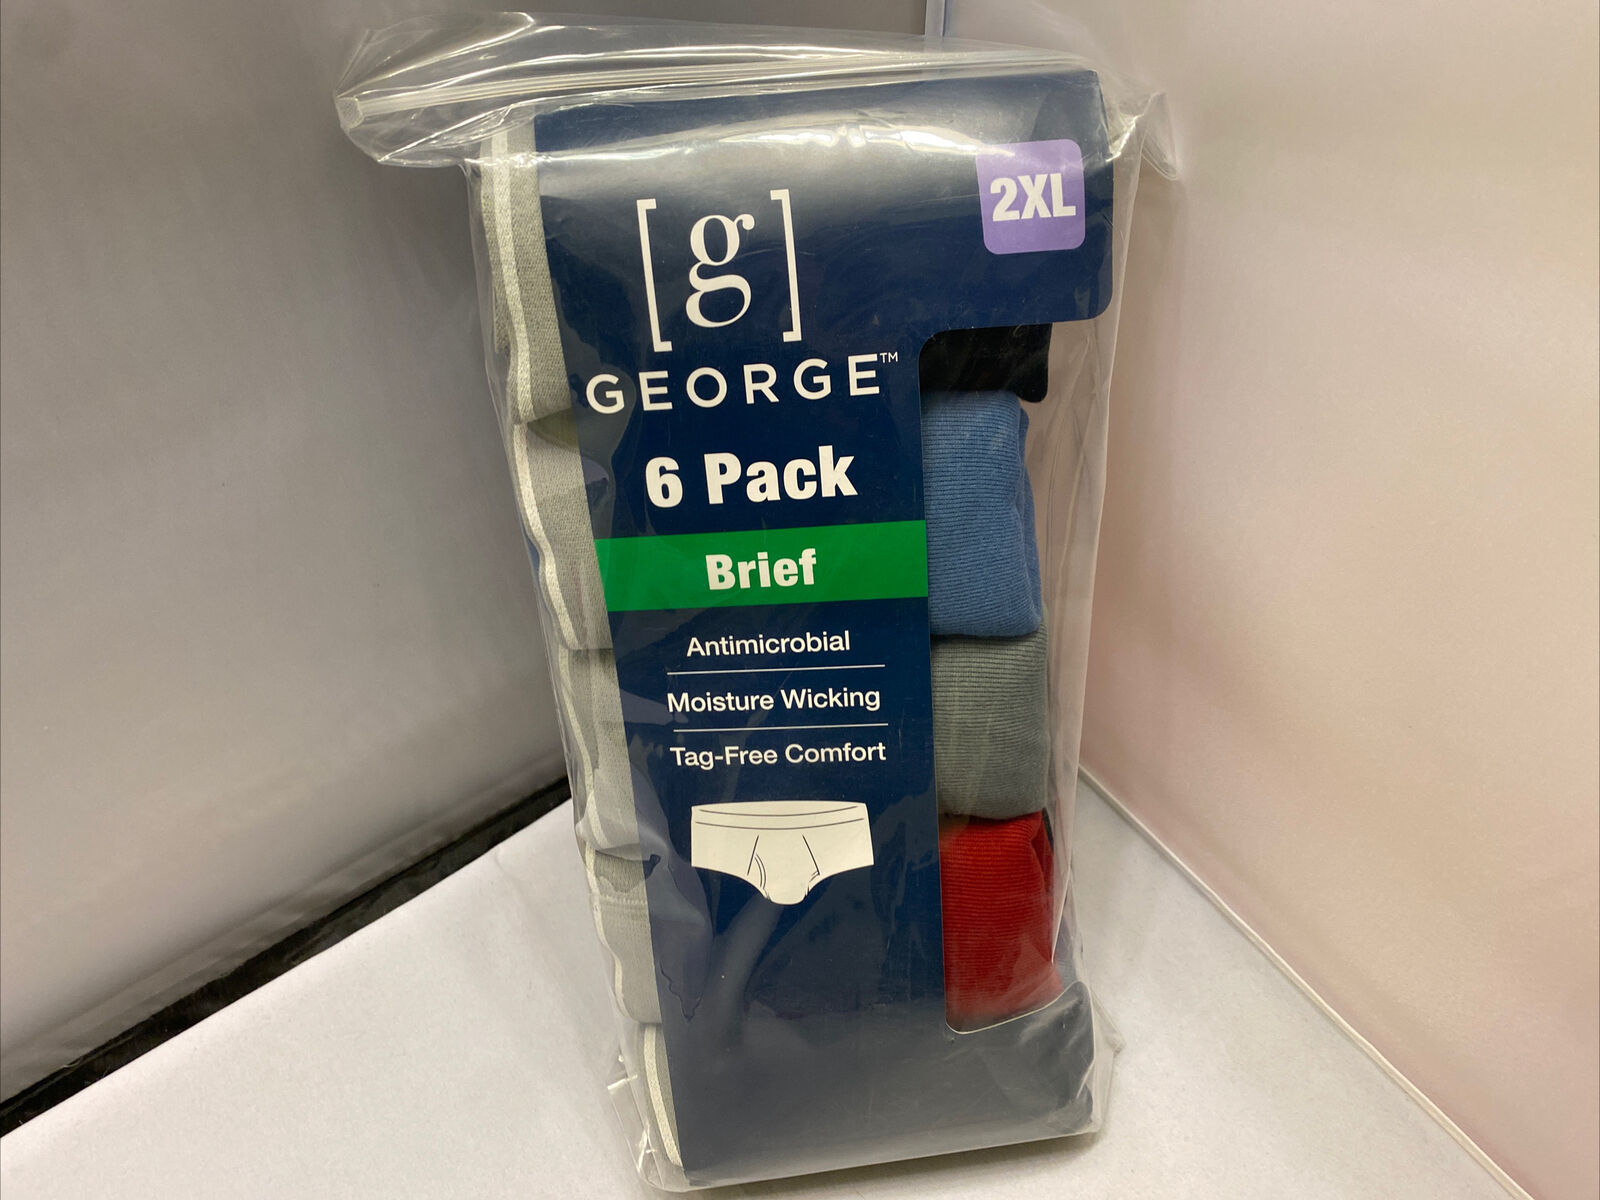 2XL
[g]
GEORGE™
6 Pack
Brief
Antimicrobial
Moisture Wicking
Tag-Free Comfort